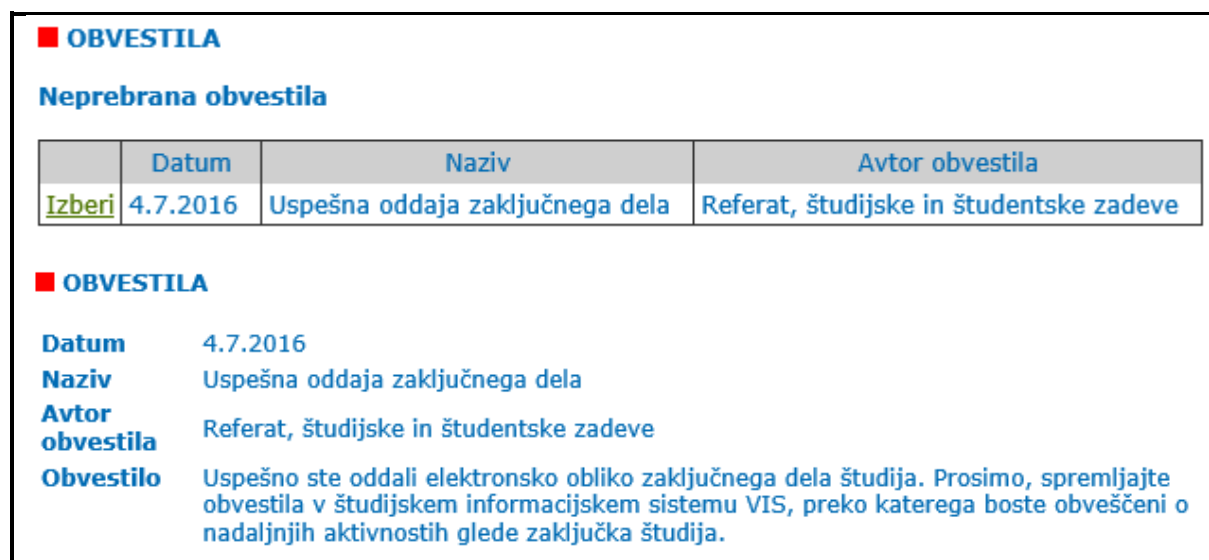 OBVESTILA
Neprebrana obvestila
Datum Naziv Avtor obvestila
Izberi 4.7.2016 Uspešna oddaja zaključnega dela Referat, študijske in študentske zadeve
OBVESTILA
Datum 4.7.2016
Naziv Uspešna oddaja zaključnega dela
Avtor
obvestila Referat, študijske in študentske zadeve
Obvestilo Uspešno ste oddali elektronsko obliko zaključnega dela študija. Prosimo, spremljajte
obvestila v študijskem informacijskem sistemu VIS, preko katerega boste obveščeni o
nadaljnjih aktivnostih glede zaključka študija.